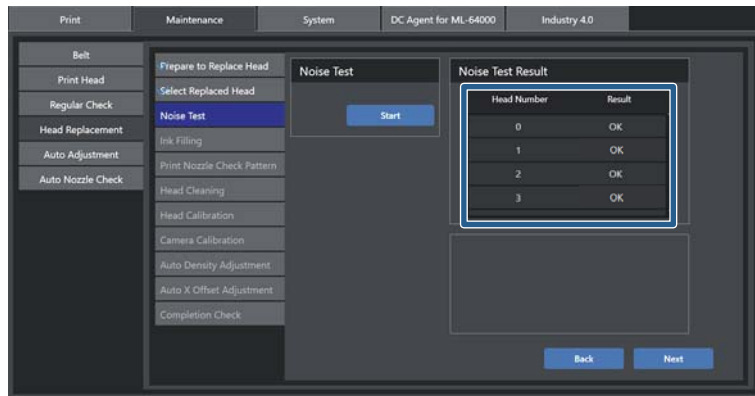 Print Maintenance System DC Agent for ML-64000 Industry 4.0
Belt
Print Head
Regular Check
Head Replacement
Auto Adjustment
Auto Nozzle Check
Prepare to Replace Head
Select Replaced Head
Noise Test
Ink Filling
Print Nozzle Check Pattern
Head Cleaning
Head Calibration
Camera Calibration
Auto Density Adjustment
Auto X Offset Adjustment
Completion Check
Noise Test
Start
Noise Test Result
Head Number Result
0 OK
1 OK
2 OK
3 OK
Back Next